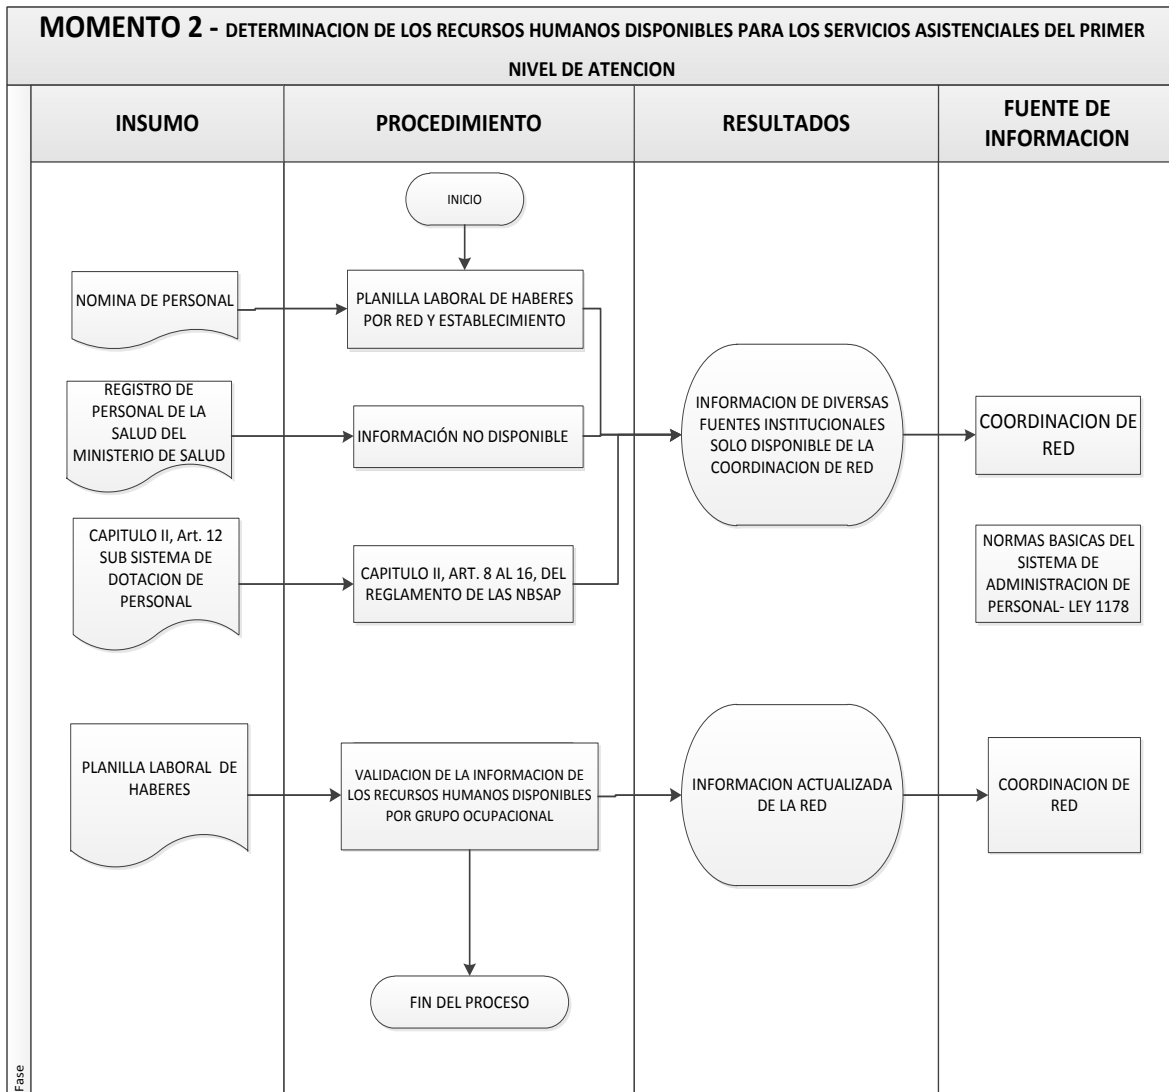 MOMENTO 2 - DETERMINACION DE LOS RECURSOS HUMANOS DISPONIBLES PARA LOS SERVICIOS ASISTENCIALES DEL PRIMER
NIVEL DE ATENCION
INSUMO
PROCEDIMIENTO
RESULTADOS
FUENTE DE
INFORMACION
INICIO
NOMINA DE PERSONAL
PLANILLA LABORAL DE HABERES
POR RED Y ESTABLECIMIENTO
REGISTRO DE
PERSONAL DE LA
SALUD DEL
MINISTERIO DE SALUD
INFORMACIÓN NO DISPONIBLE
INFORMACION DE DIVERSAS
FUENTES INSTITUCIONALES
SOLO DISPONIBLE DE LA
COORDINACION DE RED
COORDINACION DE
RED
CAPITULO II, Art. 12
SUB SISTEMA DE
DOTACION DE
PERSONAL
CAPITULO II, ART. 8 AL 16, DEL
REGLAMENTO DE LAS NBSAP
NORMAS BASICAS DEL
SISTEMA DE
ADMINISTRACION DE
PERSONAL- LEY 1178
PLANILLA LABORAL DE
HABERES
VALIDACION DE LA INFORMACION DE
LOS RECURSOS HUMANOS DISPONIBLES
POR GRUPO OCUPACIONAL
INFORMACION ACTUALIZADA
DE LA RED
COORDINACION DE
RED
FIN DEL PROCESO
Fase